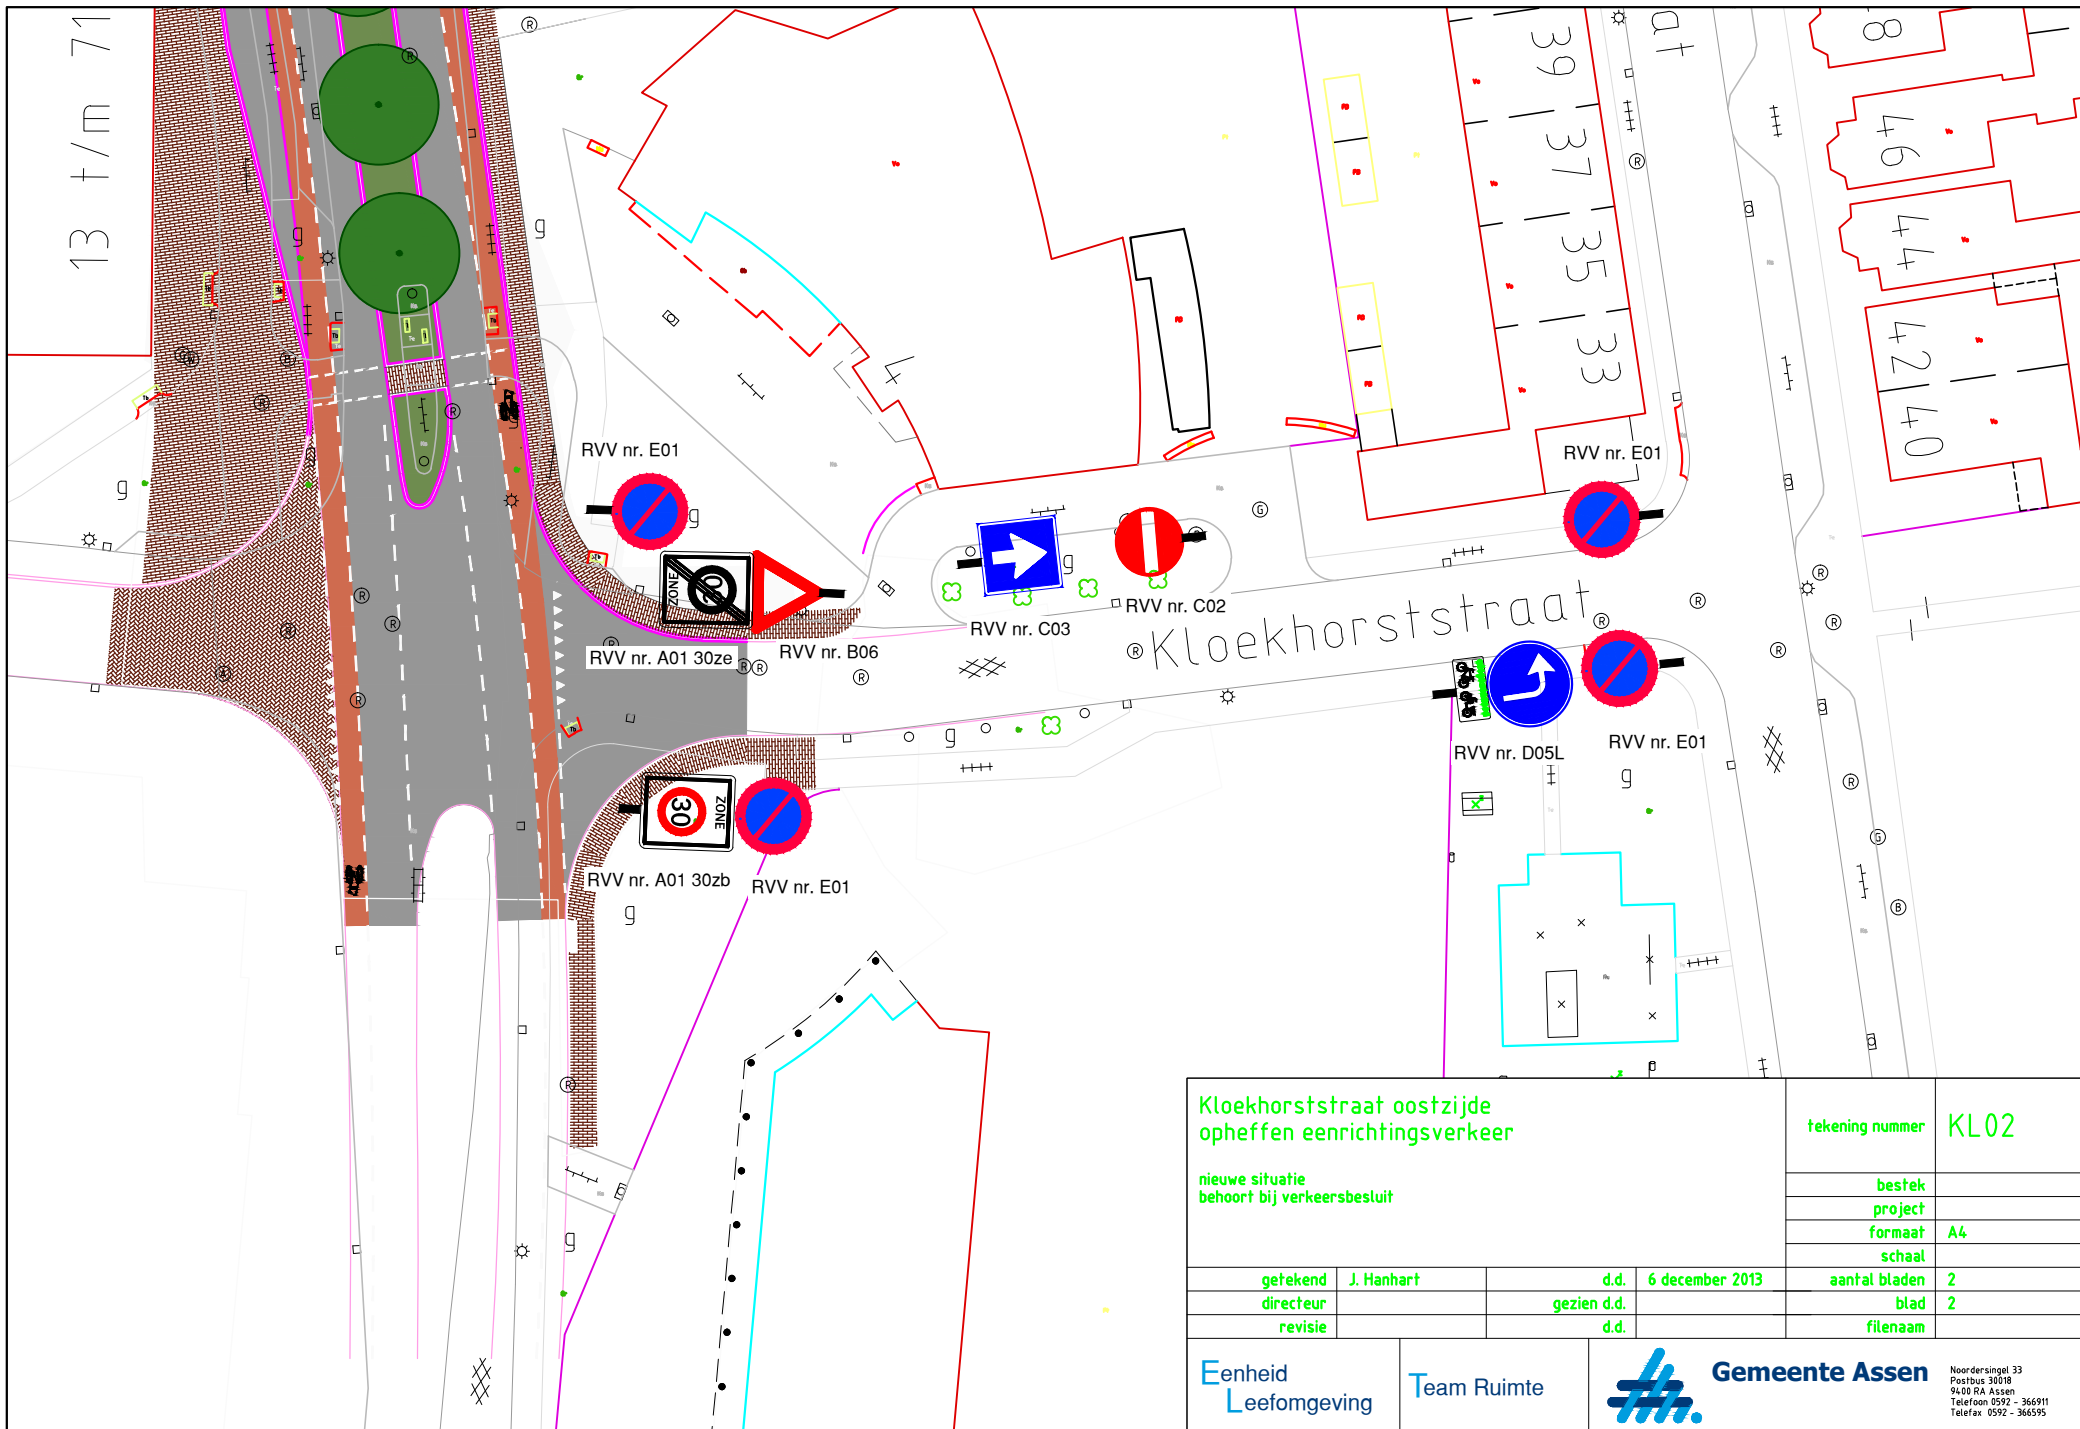 13 t/m 71
39
37
35
33
at
8
46
44
42
40
4
g
g
g
g
g
g
g
g
g
g
RVV nr. E01
RVV nr. E01
ZONE
30
RVV nr. A01 30ze
RVV nr. B06
RVV nr. C03
RVV nr. C02
Kloekhorststraat
RVV nr. D05L
RVV nr. E01
30
ZONE
RVV nr. A01 30zb
RVV nr. E01
Kloekhorststraat oostzijde
opheffen eenrichtingsverkeer
nieuwe situatie
behoort bij verkeersbesluit
tekening nummer KL02
bestek
project
formaat A4
schaal
getekend J. Hanhart d.d. 6 december 2013 aantal bladen 2
directeur gezien d.d. blad 2
revisie d.d. filenaam
Eenheid
Leefomgeving
Team Ruimte
Gemeente Assen
Noordersingel 33
Postbus 30018
9400 RA Assen
Telefoon 0592 - 366911
Telefax 0592 - 366595